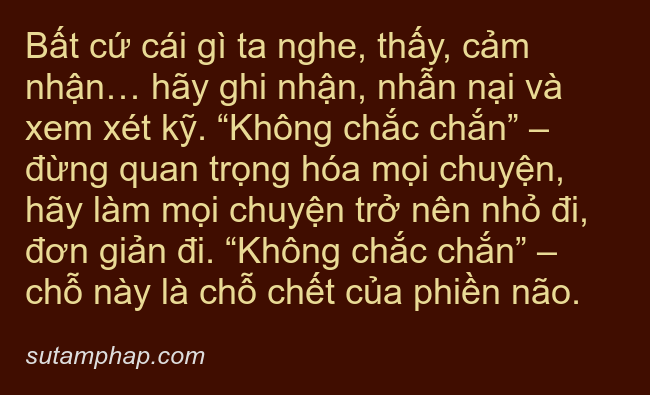 Bất cứ cái gì ta nghe, thấy, cảm
nhận… hãy ghi nhận, nhẫn nại và
xem xét kỹ. “Không chắc chắn” –
đừng quan trọng hóa mọi chuyện,
hãy làm mọi chuyện trở nên nhỏ đi,
đơn giản đi. “Không chắc chắn” –
chỗ này là chỗ chết của phiền não.
sutamphap.com